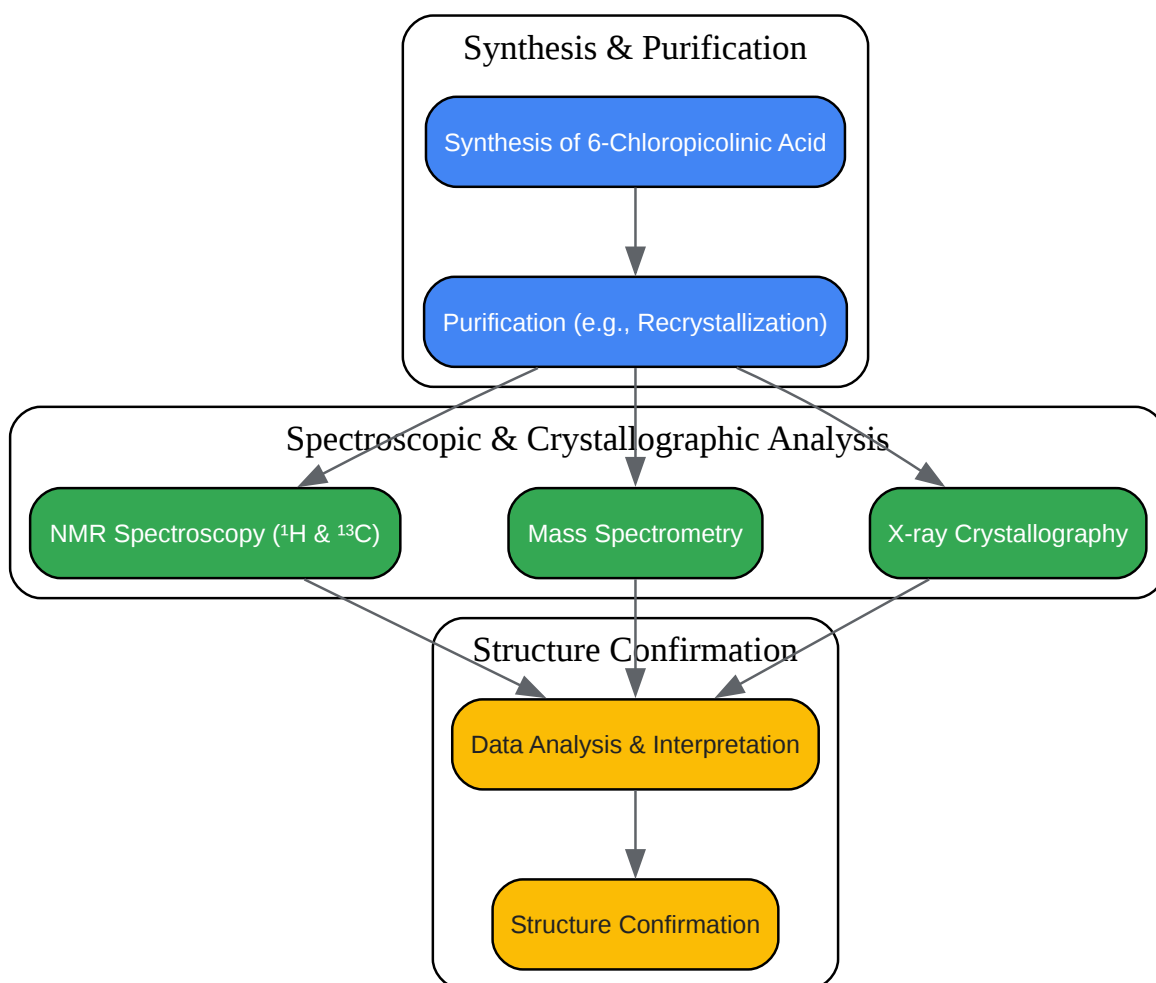 Synthesis & Purification
Synthesis of 6-Chloropicolinic Acid
Purification (e.g., Recrystallization)
Spectroscopic & Crystallographic Analysis
NMR Spectroscopy (¹H & ¹³C)
Mass Spectrometry
X-ray Crystallography
Structure Confirmation
Data Analysis & Interpretation
Structure Confirmation